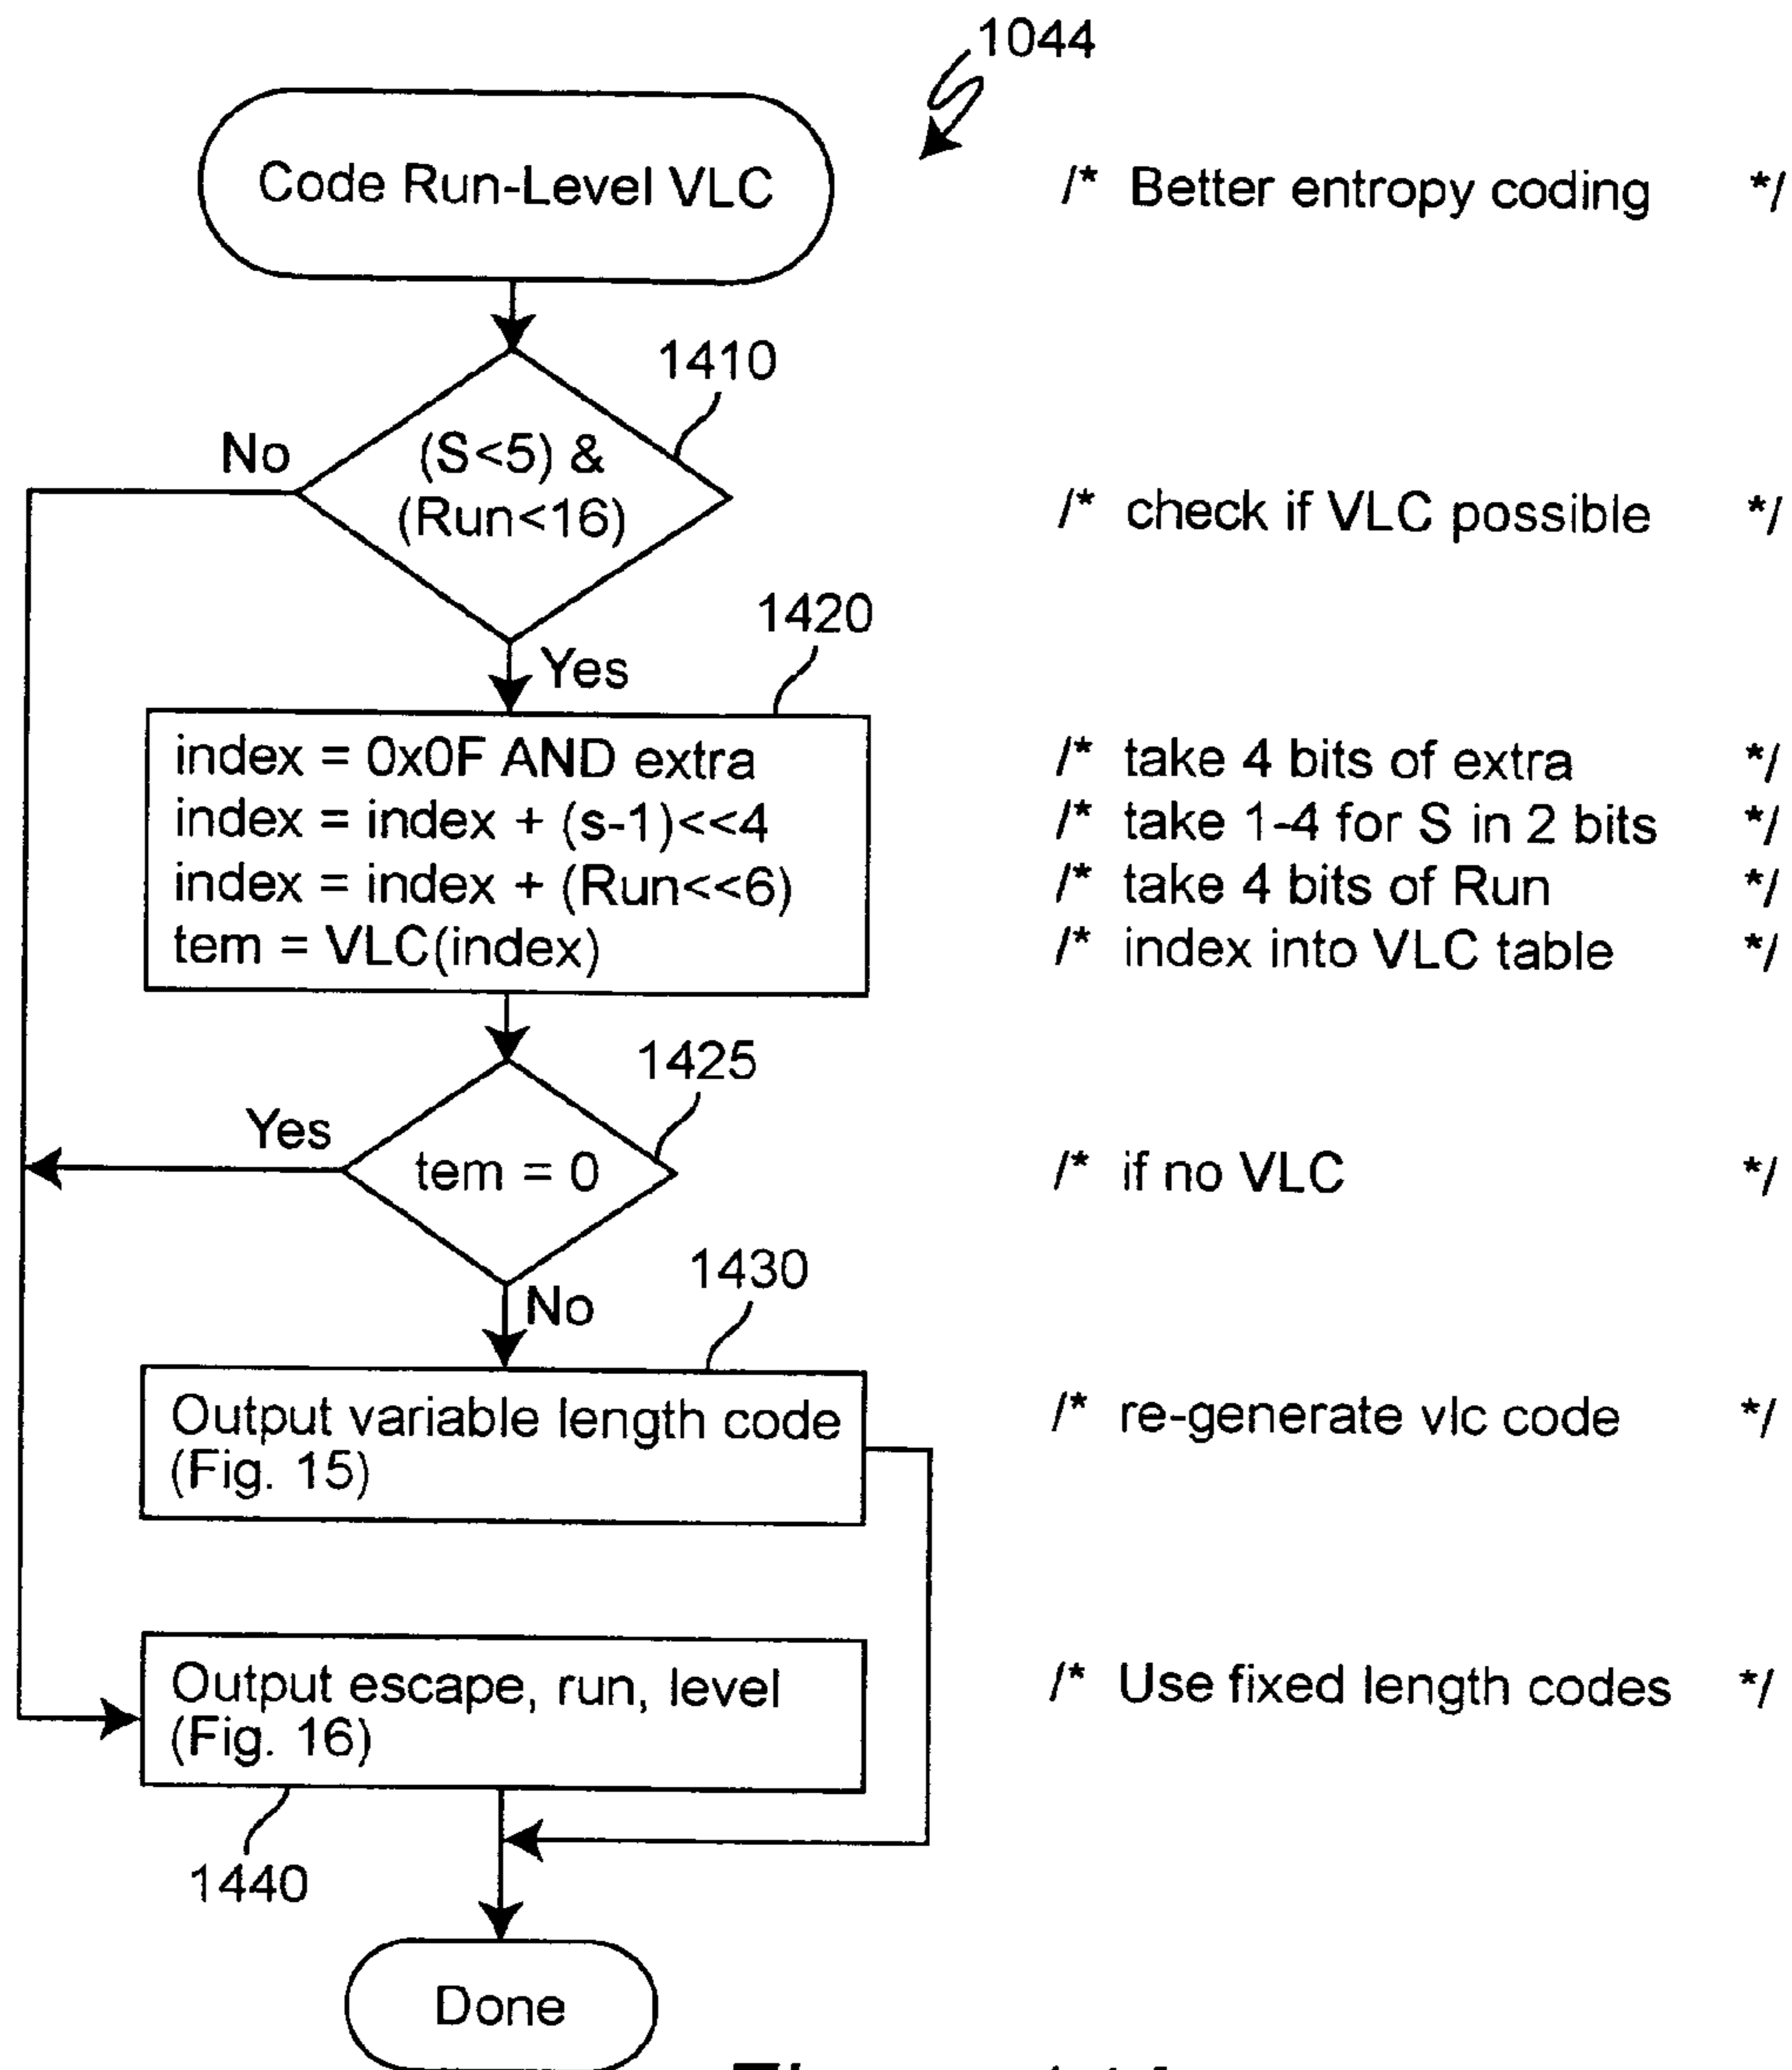 1044
Code Run-Level VLC /* Better entropy coding */
1410
No (S<5) &
(Run<16) /* check if VLC possible */
1420
Yes
index = 0x0F AND extra /* take 4 bits of extra */
index = index + (s-1)<<4 /* take 1-4 for S in 2 bits */
index = index + (Run<<6) /* take 4 bits of Run */
tem = VLC(index) /* index into VLC table */
1425
Yes
tem = 0 /* if no VLC */
1430
No
Output variable length code /* re-generate vlc code */
(Fig. 15)
Output escape, run, level /* Use fixed length codes */
(Fig. 16)
1440
Done